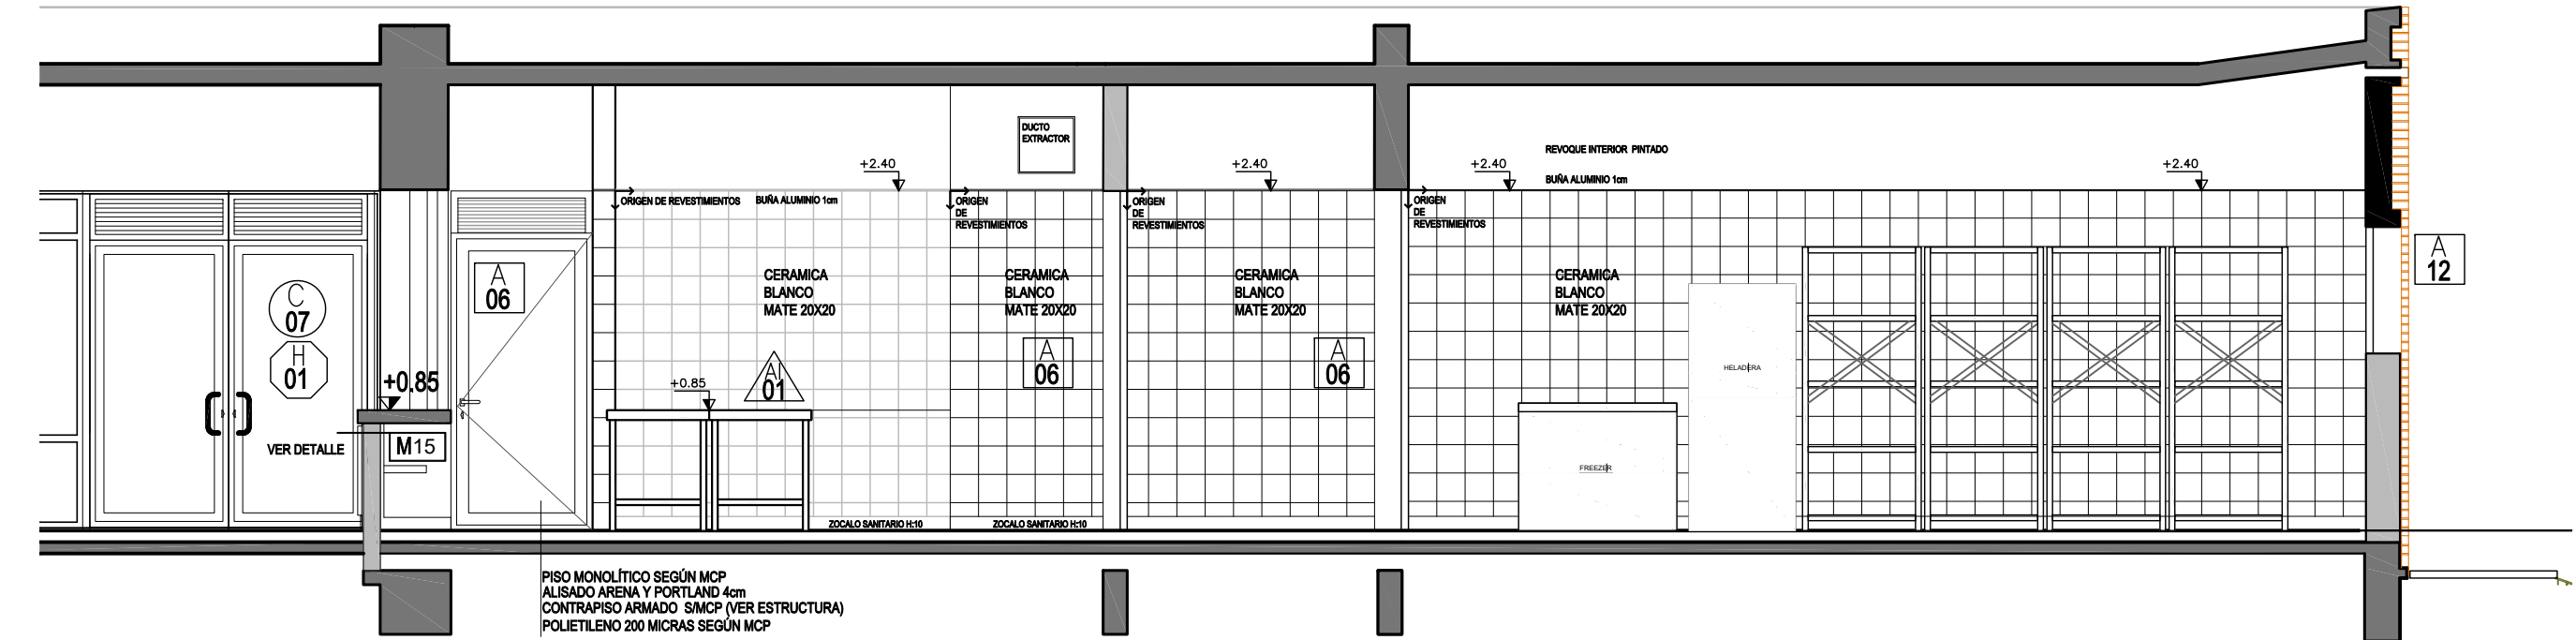 DUCTO
EXTRACTOR
REVOQUE INTERIOR PINTADO
+2.40
+2.40
+2.40
+2.40
BUÑA ALUMINIO 1cm
ORIGEN DE REVESTIMIENTOS
BUÑA ALUMINIO 1cm
ORIGEN
DE
REVESTIMIENTOS
ORIGEN
DE
REVESTIMIENTOS
ORIGEN
DE
REVESTIMIENTOS
A
12
A
06
CERAMICA
BLANCO
MATE 20X20
CERAMICA
BLANCO
MATE 20X20
CERAMICA
BLANCO
MATE 20X20
CERAMICA
BLANCO
MATE 20X20
C
07
H
01
+0.85
+0.85
Al
01
A
06
A
06
HELADERA
VER DETALLE
M15
FREEZER
ZOCALO SANITARIO H:10
ZOCALO SANITARIO H:10
PISO MONOLÍTICO SEGÚN MCP
ALISADO ARENA Y PORTLAND 4cm
CONTRAPISO ARMADO S/MCP (VER ESTRUCTURA)
POLIETILENO 200 MICRAS SEGÚN MCP